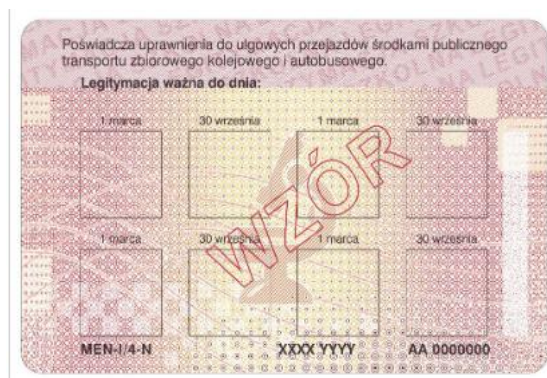 Poświadcza uprawnienia do ulgowych przejazdów środkami publicznego
transportu zbiorowego kolejowego i autobusowego.
Legitymacja ważna do dnia:
1 marca 30 września 1 marca 30 września
WZÓR
1 marca 30 września 1 marca 30 września
MEN-I/4-N XXXX YYYY AA 0000000